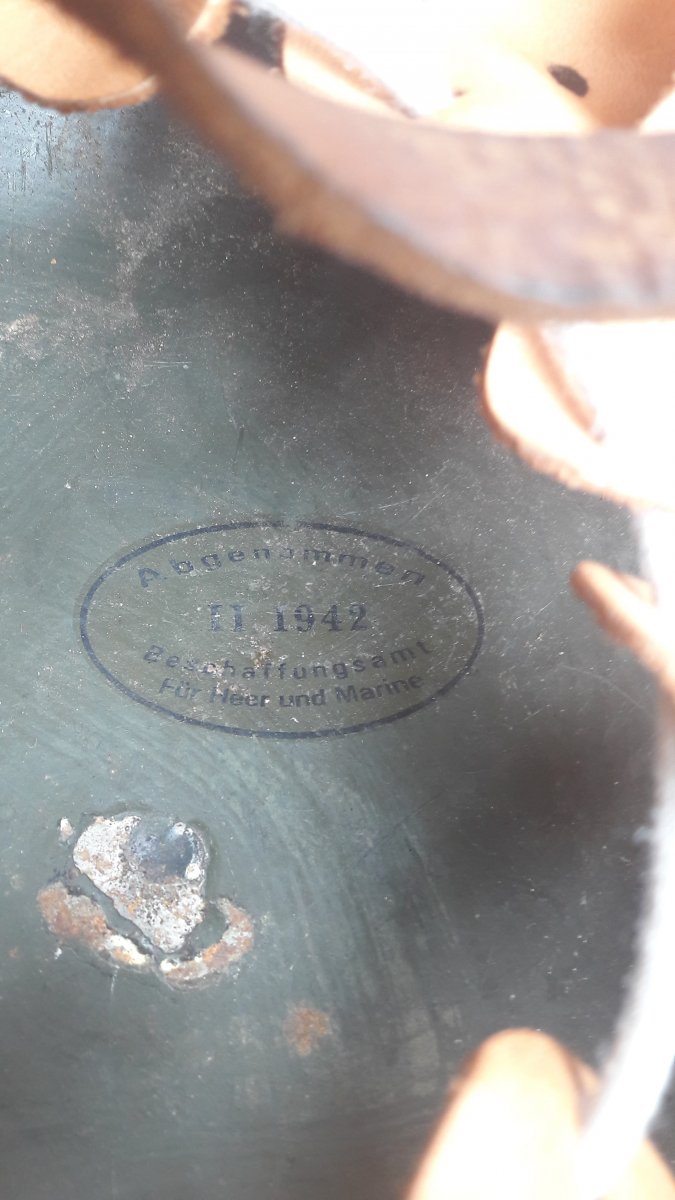 Abgenommen
II 1942
Beschaffungsamt
Für Heer und Marine